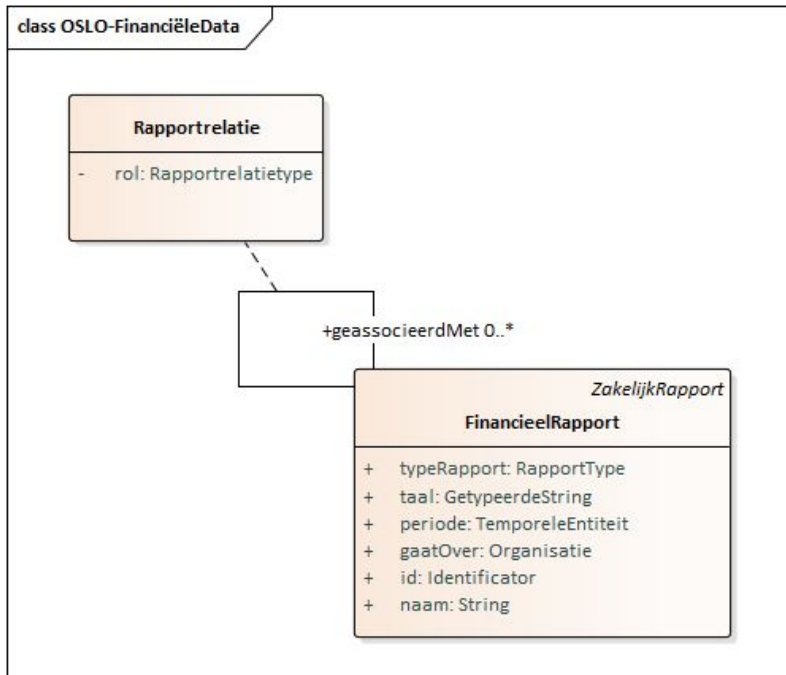 class OSLO-FinanciëleData
Rapportrelatie
- rol: Rapportrelatietype
+geassocieerdMet 0..*
ZakelijkRapport
FinancieelRapport
+ typeRapport: RapportType
+ taal: GetypeerdeString
+ periode: TemporeleEntiteit
+ gaatOver: Organisatie
+ id: Identificator
+ naam: String